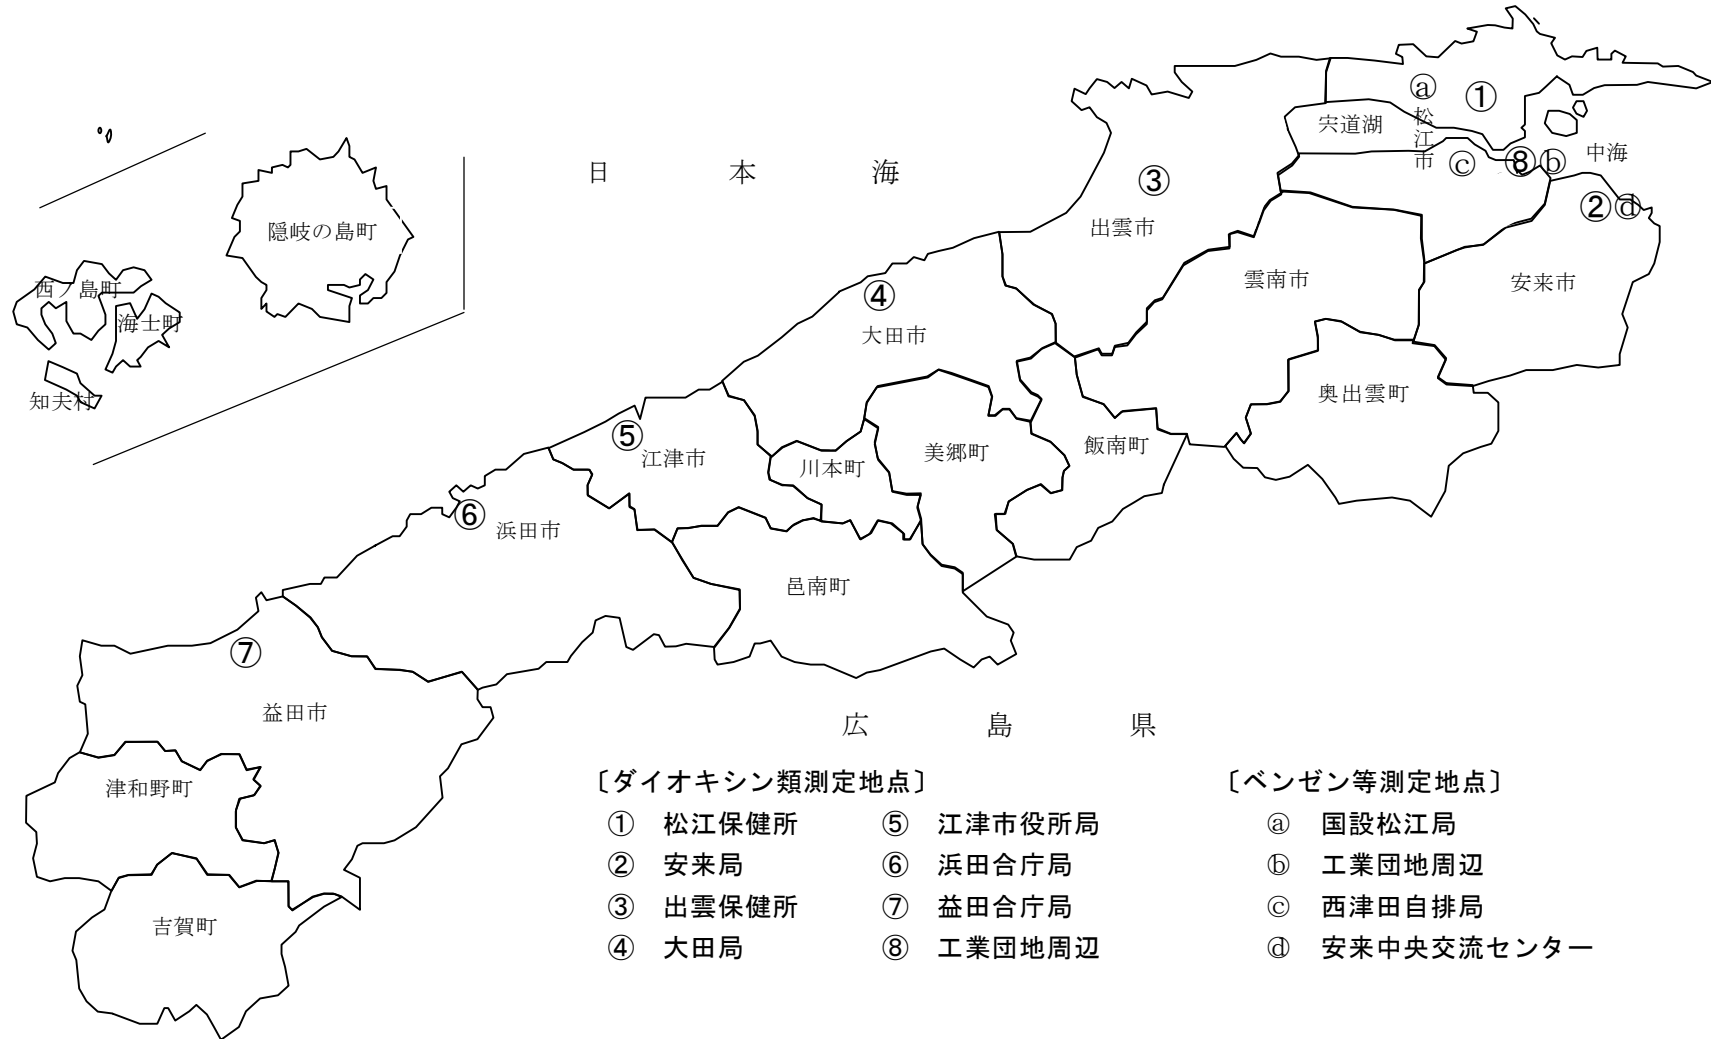 ⓐ
①
松江市
宍道湖
ⓒ
⑧
ⓑ
中海
日本海
③
②
ⓓ
出雲市
隠岐の島町
雲南市
安来市
西ノ島町
海士町
④
大田市
知夫村
奥出雲町
⑤
江津市
川本町
美郷町
飯南町
⑥
浜田市
邑南町
⑦
益田市
広島県
津和野町
吉賀町
〔ダイオキシン類測定地点〕
① 松江保健所 ⑤ 江津市役所局
② 安来局 ⑥ 浜田合庁局
③ 出雲保健所 ⑦ 益田合庁局
④ 大田局 ⑧ 工業団地周辺
〔ベンゼン等測定地点〕
ⓐ 国設松江局
ⓑ 工業団地周辺
ⓒ 西津田自排局
ⓓ 安来中央交流センター